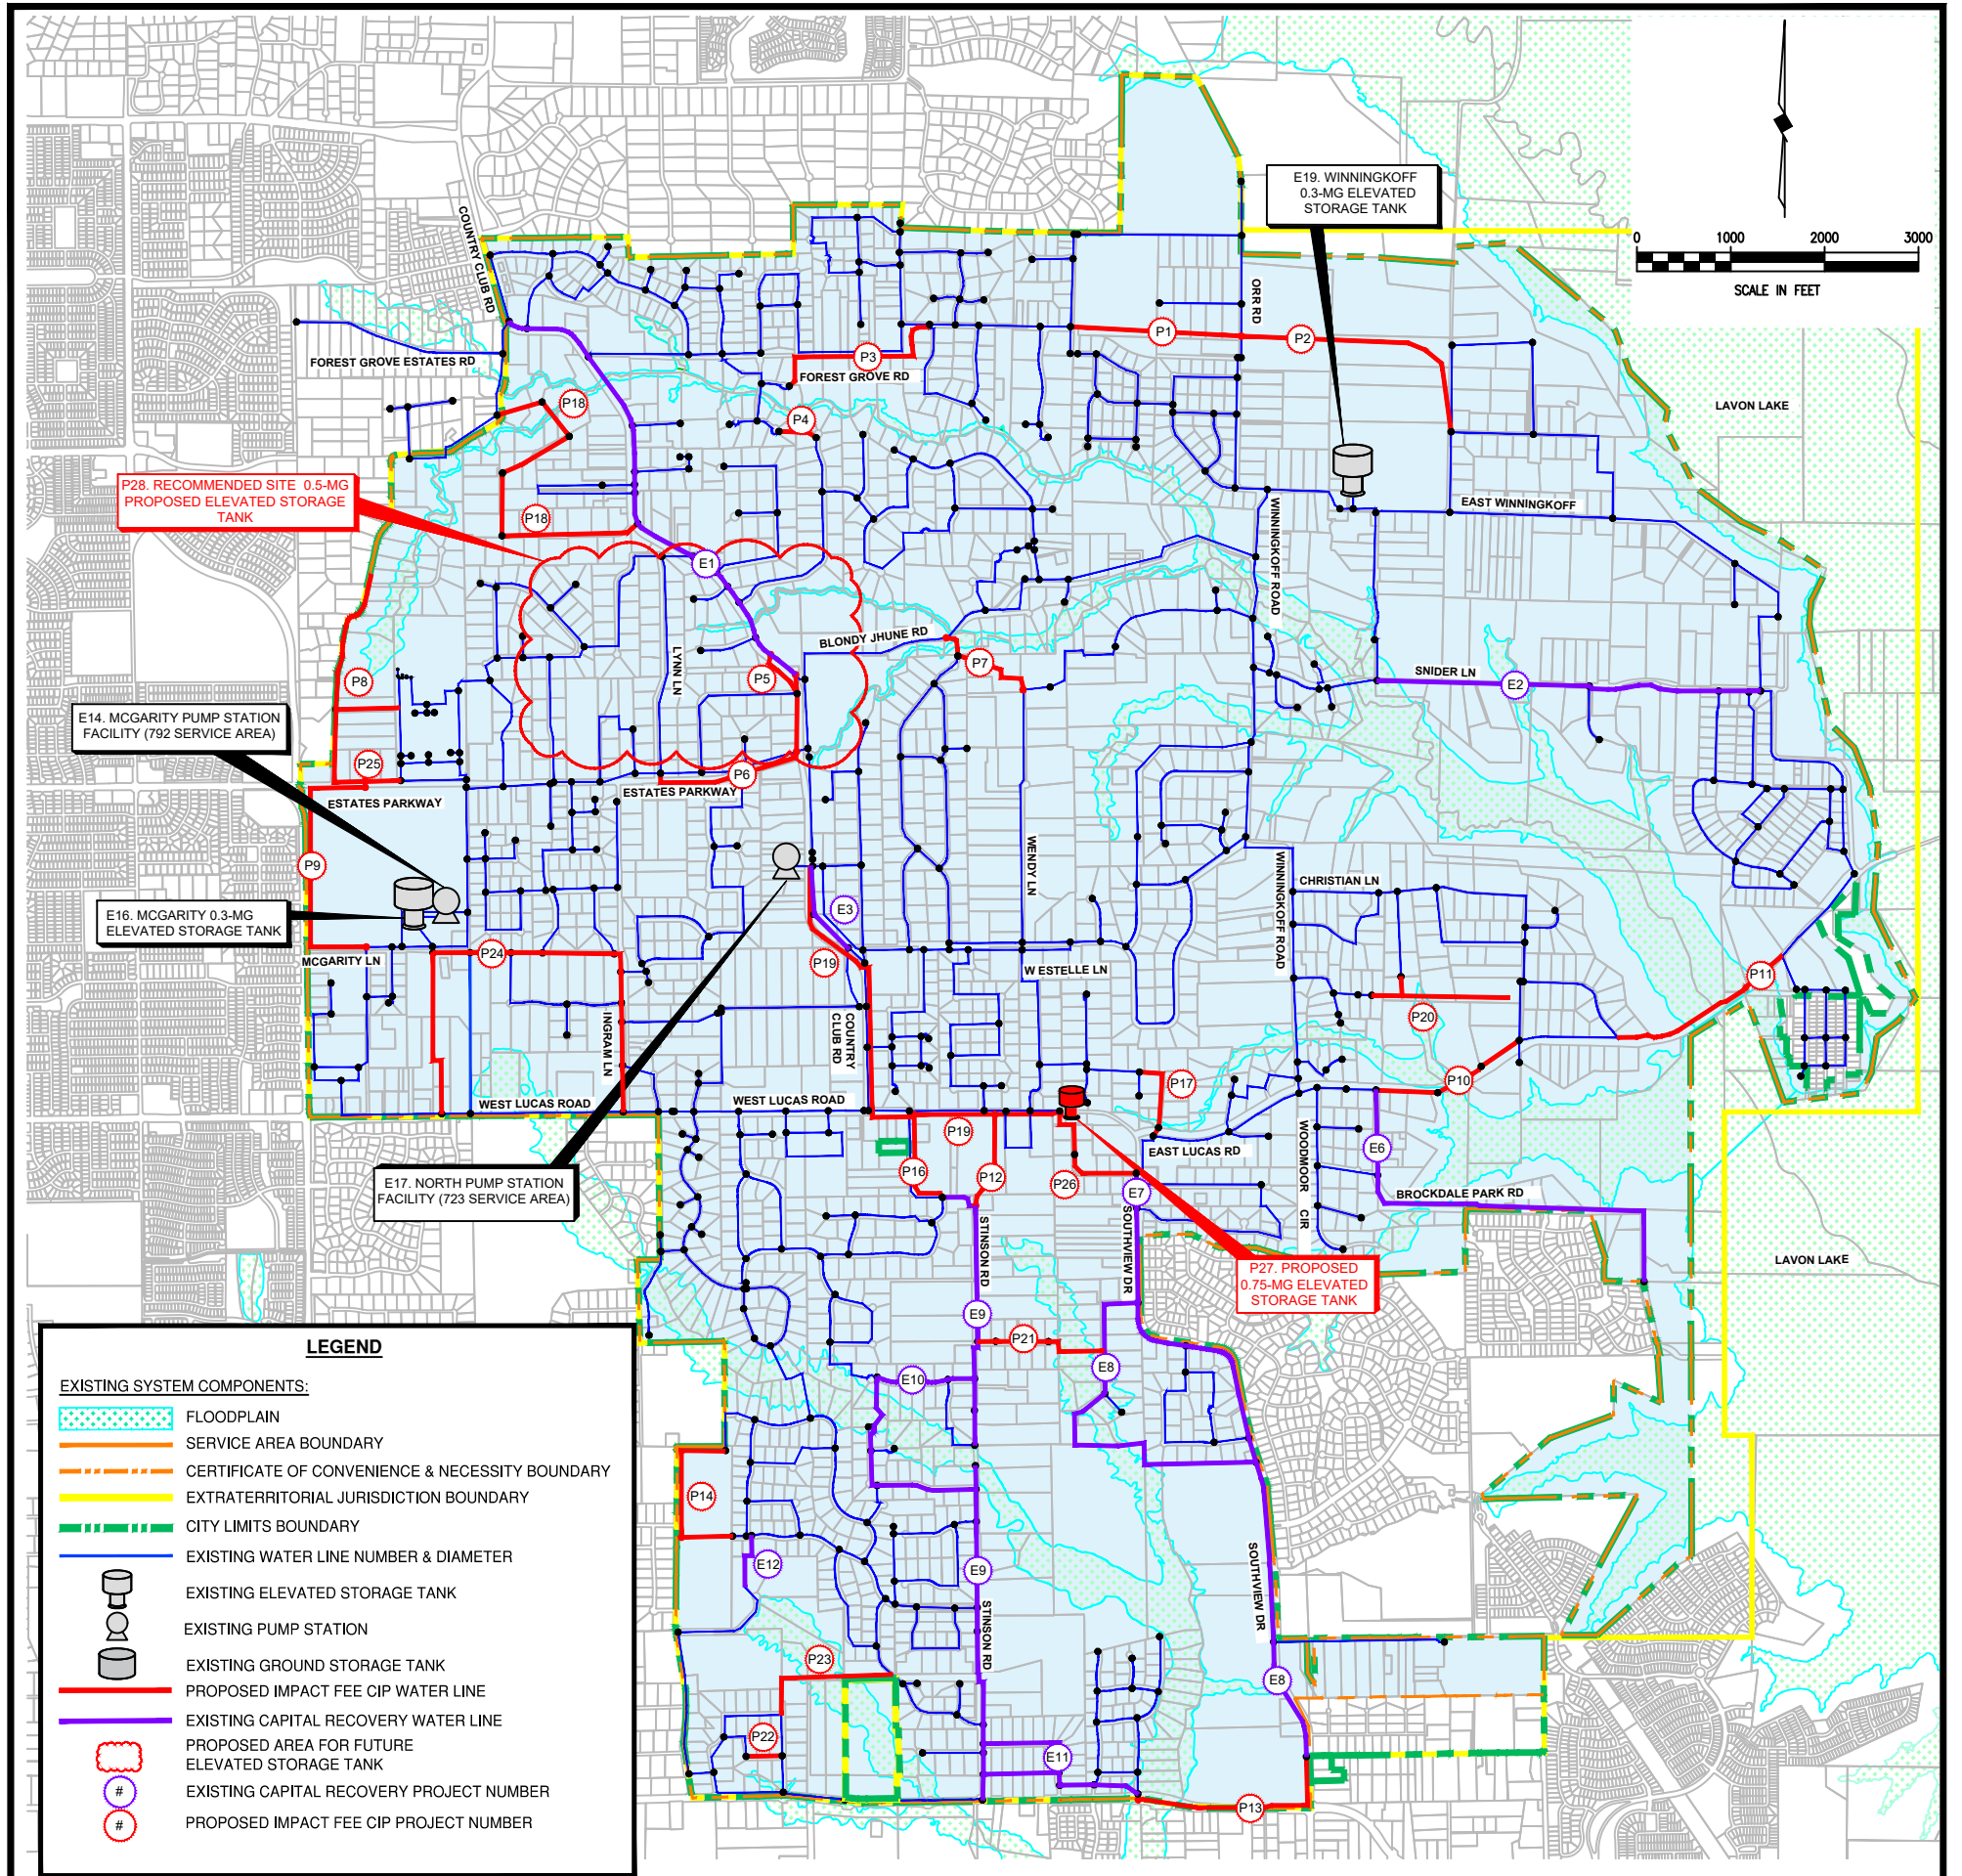 E19. WINNINGKOFF
0.3-MG ELEVATED
STORAGE TANK
0 1000 2000 3000
SCALE IN FEET
COUNTRY CLUB RD
ORR RD
P1
P2
FOREST GROVE ESTATES RD
P3
FOREST GROVE RD
P18
P4
LAVON LAKE
P28. RECOMMENDED SITE 0.5-MG
PROPOSED ELEVATED STORAGE
TANK
P18
EAST WINNINGKOFF
E1
WINNINGKOFF ROAD
BLONDY JHUNE RD
LYNN LN
P7
P8
P5
SNIDER LN
E2
E14. MCGARITY PUMP STATION
FACILITY (792 SERVICE AREA)
P25
P6
ESTATES PARKWAY
ESTATES PARKWAY
P9
WENDY LN
WINNINGKOFF ROAD
CHRISTIAN LN
E16. MCGARITY 0.3-MG
ELEVATED STORAGE TANK
E3
MCGARITY LN
P24
P19
W ESTELLE LN
P11
INGRAM LN
COUNTRY
CLUB RD
P20
P17
P10
WEST LUCAS ROAD
WEST LUCAS ROAD
P19
EAST LUCAS RD
WOODMOOR CIR
E6
E17. NORTH PUMP STATION
FACILITY (723 SERVICE AREA)
P16
P12
P26
E7
BROCKDALE PARK RD
STINSON RD
SOUTHVIEW DR
P27. PROPOSED
0.75-MG ELEVATED
STORAGE TANK
LAVON LAKE
E9
P21
E8
E10
P14
E12
E9
SOUTHVIEW DR
STINSON RD
P23
E8
P22
E11
P13
LEGEND
EXISTING SYSTEM COMPONENTS:
FLOODPLAIN
SERVICE AREA BOUNDARY
CERTIFICATE OF CONVENIENCE & NECESSITY BOUNDARY
EXTRATERRITORIAL JURISDICTION BOUNDARY
CITY LIMITS BOUNDARY
EXISTING WATER LINE NUMBER & DIAMETER
EXISTING ELEVATED STORAGE TANK
EXISTING PUMP STATION
EXISTING GROUND STORAGE TANK
PROPOSED IMPACT FEE CIP WATER LINE
EXISTING CAPITAL RECOVERY WATER LINE
PROPOSED AREA FOR FUTURE
ELEVATED STORAGE TANK
# EXISTING CAPITAL RECOVERY PROJECT NUMBER
# PROPOSED IMPACT FEE CIP PROJECT NUMBER